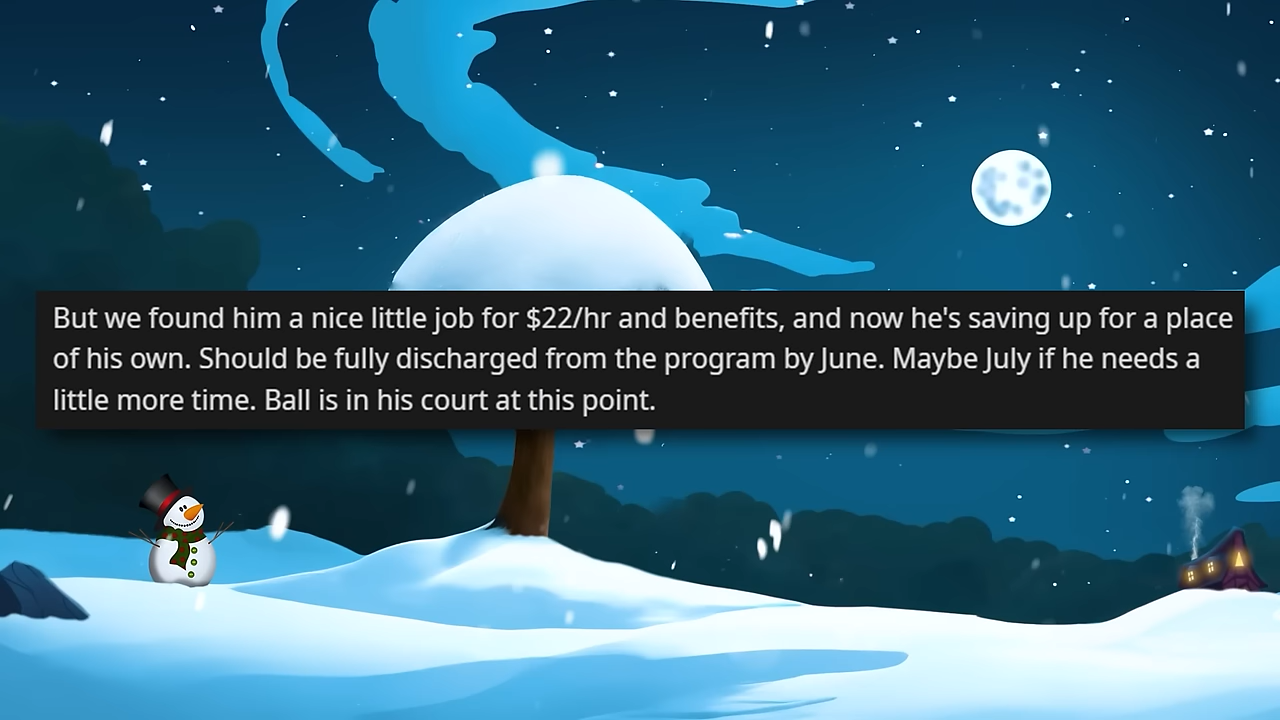 But we found him a nice little job for $22/hr and benefits, and now he's saving up for a place
of his own. Should be fully discharged from the program by June. Maybe July if he needs a
little more time. Ball is in his court at this point.